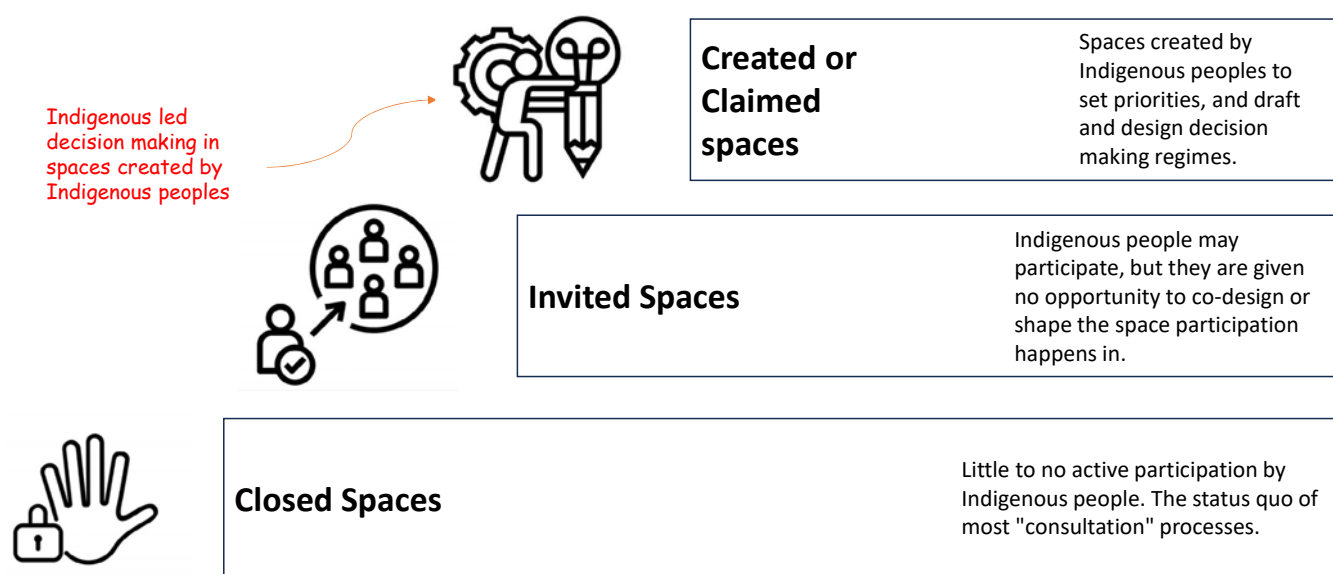 Indigenous led
decision making in
spaces created by
Indigenous peoples
Created or
Claimed
spaces
Spaces created by
Indigenous peoples to
set priorities, and draft
and design decision
making regimes.
Invited Spaces
Indigenous people may
participate, but they are given
no opportunity to co-design or
shape the space participation
happens in.
Closed Spaces
Little to no active participation by
Indigenous people. The status quo of
most "consultation" processes.